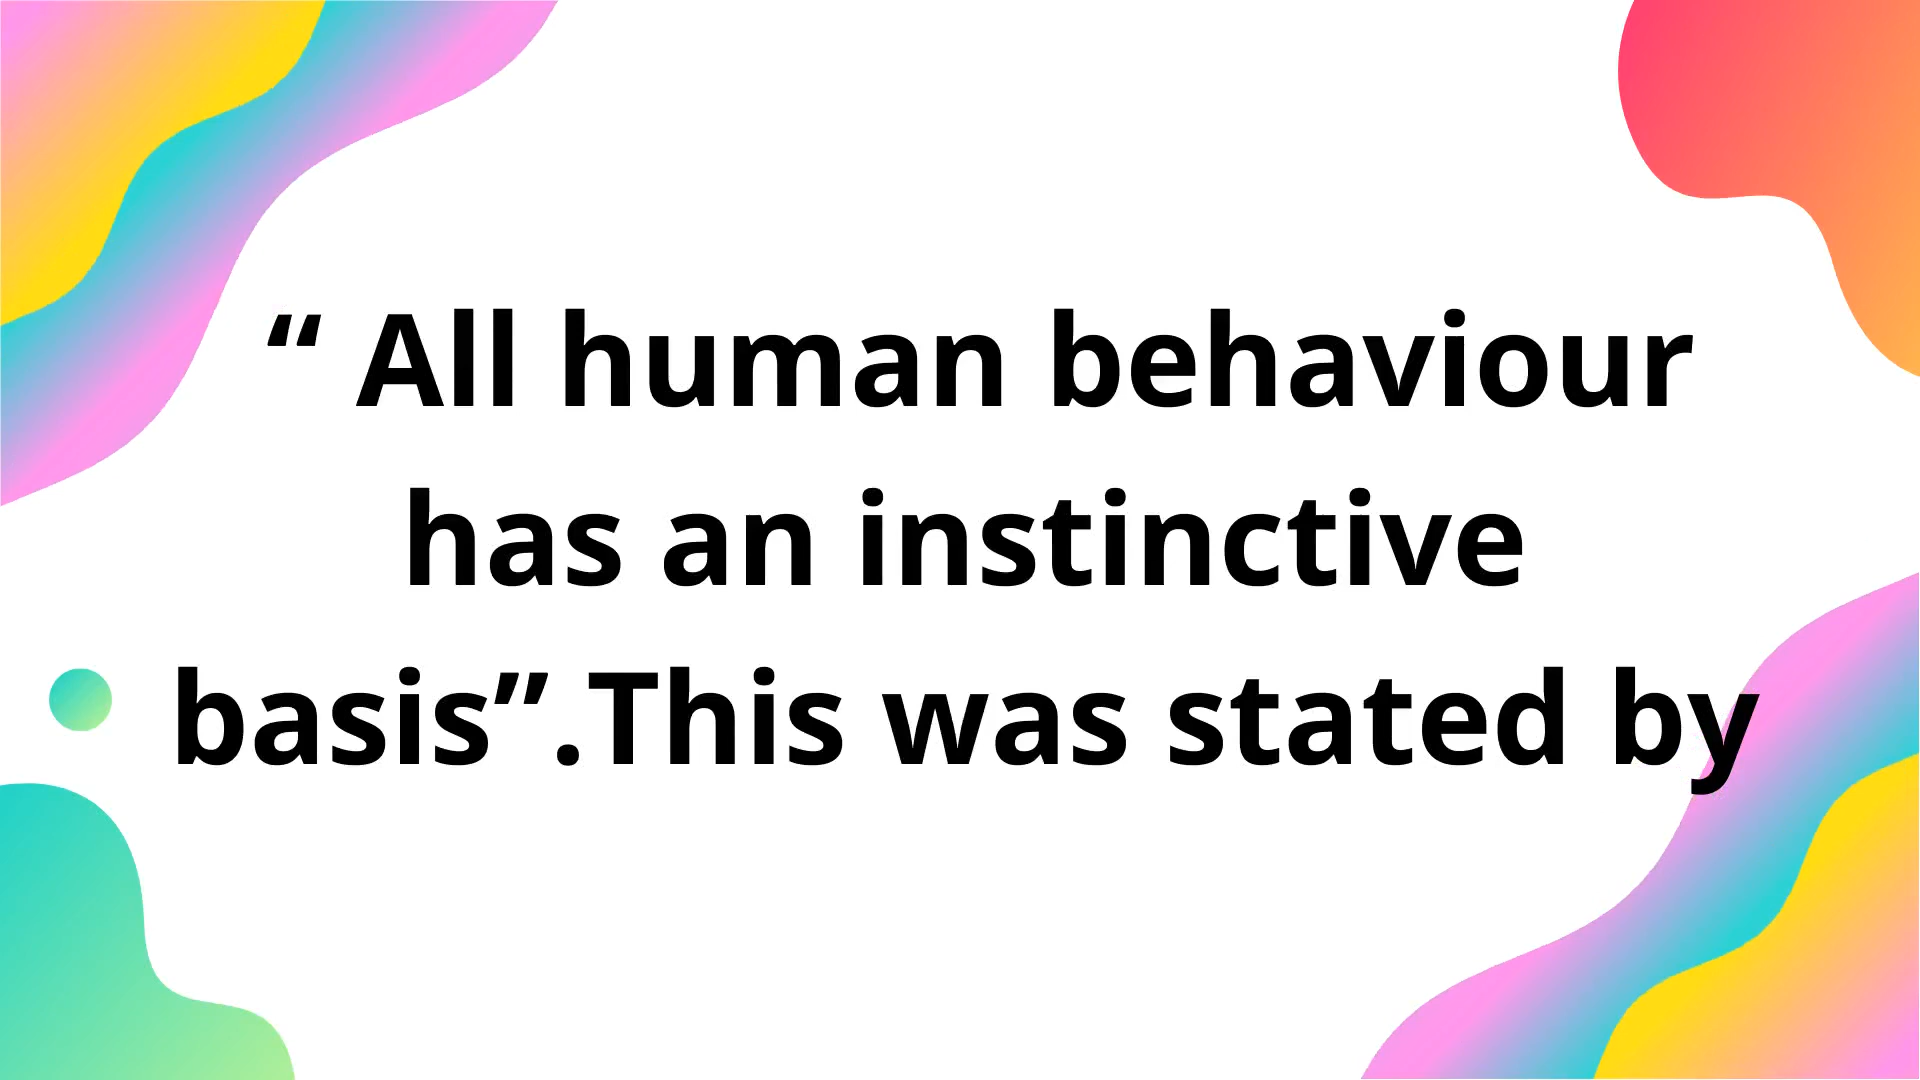 “ All human behaviour
has an instinctive
basis”.This was stated by